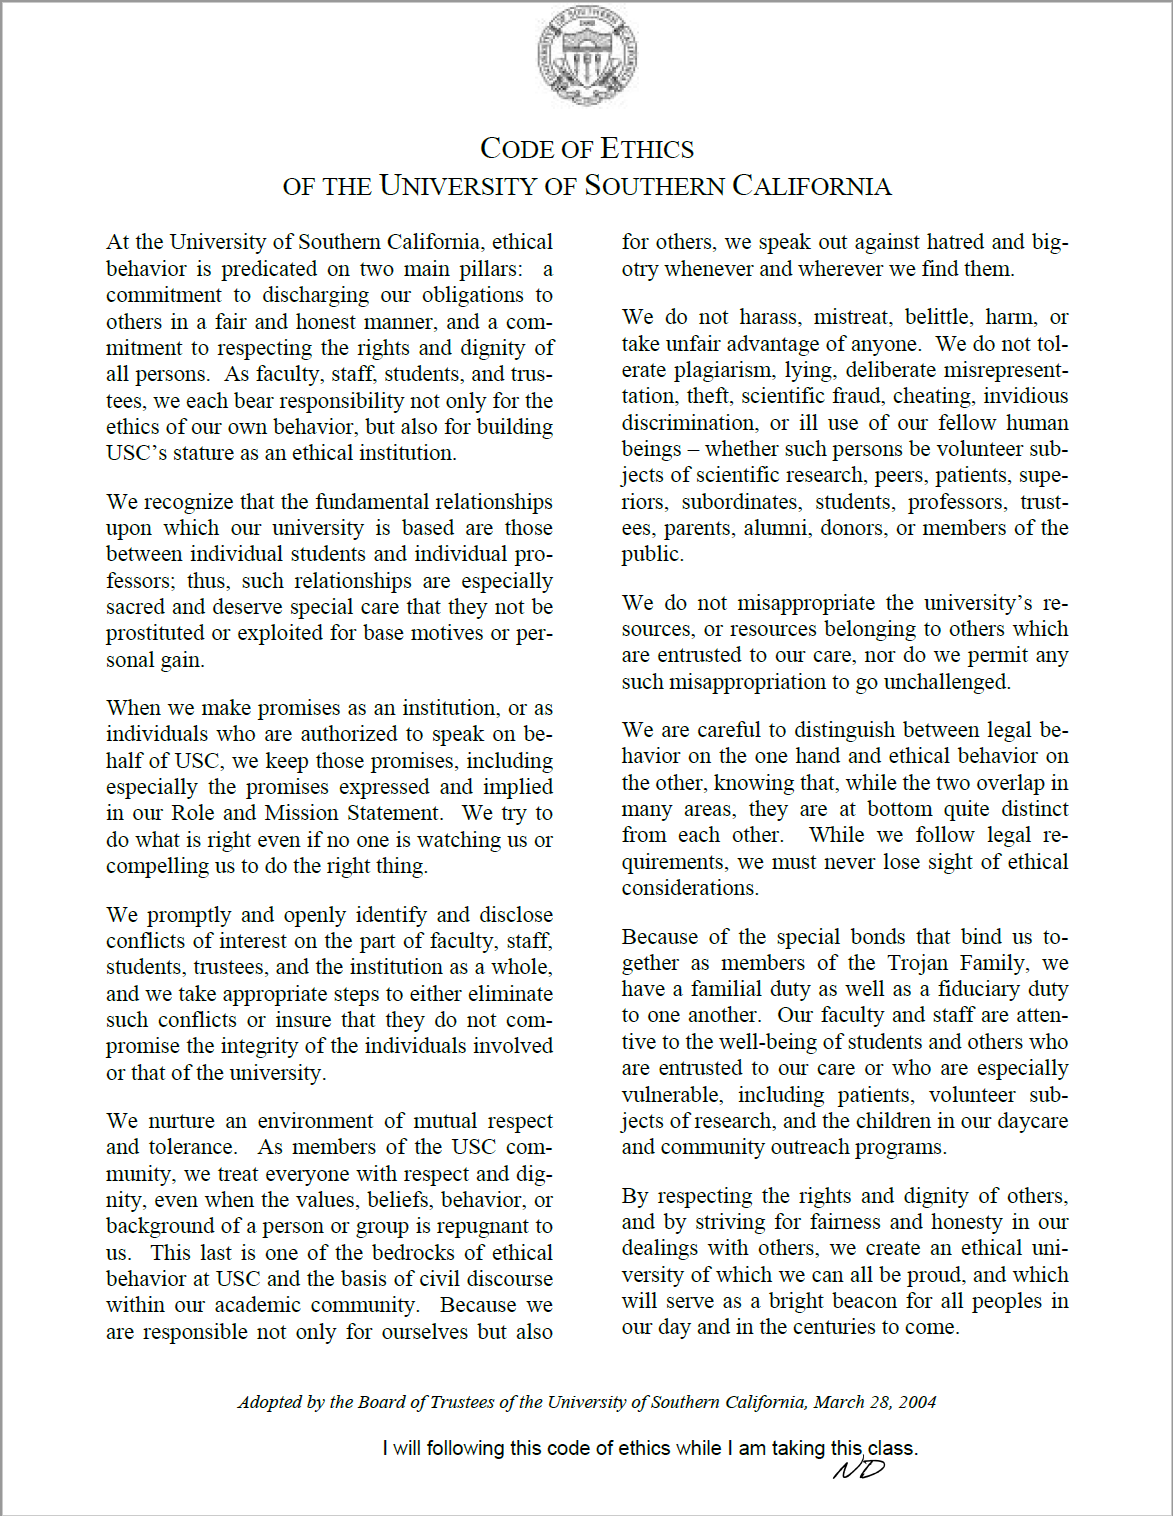 UNIVERSITY OF SOUTHERN CALIFORNIA
CODE OF ETHICS
OF THE UNIVERSITY OF SOUTHERN CALIFORNIA
At the University of Southern California, ethical
behavior is predicated on two main pillars: a
commitment to discharging our obligations to
others in a fair and honest manner, and a com-
mitment to respecting the rights and dignity of
all persons. As faculty, staff, students, and trus-
tees, we each bear responsibility not only for the
ethics of our own behavior, but also for building
USC’s stature as an ethical institution.
We recognize that the fundamental relationships
upon which our university is based are those
between individual students and individual pro-
fessors; thus, such relationships are especially
sacred and deserve special care that they not be
prostituted or exploited for base motives or per-
sonal gain.
When we make promises as an institution, or as
individuals who are authorized to speak on be-
half of USC, we keep those promises, including
especially the promises expressed and implied
in our Role and Mission Statement. We try to
do what is right even if no one is watching us or
compelling us to do the right thing.
We promptly and openly identify and disclose
conflicts of interest on the part of faculty, staff,
students, trustees, and the institution as a whole,
and we take appropriate steps to either eliminate
such conflicts or insure that they do not com-
promise the integrity of the individuals involved
or that of the university.
We nurture an environment of mutual respect
and tolerance. As members of the USC com-
munity, we treat everyone with respect and dig-
nity, even when the values, beliefs, behavior, or
background of a person or group is repugnant to
us. This last is one of the bedrocks of ethical
behavior at USC and the basis of civil discourse
within our academic community. Because we
are responsible not only for ourselves but also
for others, we speak out against hatred and big-
otry whenever and wherever we find them.
We do not harass, mistreat, belittle, harm, or
take unfair advantage of anyone. We do not tol-
erate plagiarism, lying, deliberate misrepresent-
tation, theft, scientific fraud, cheating, invidious
discrimination, or ill use of our fellow human
beings – whether such persons be volunteer sub-
jects of scientific research, peers, patients, supe-
riors, subordinates, students, professors, trust-
ees, parents, alumni, donors, or members of the
public.
We do not misappropriate the university’s re-
sources, or resources belonging to others which
are entrusted to our care, nor do we permit any
such misappropriation to go unchallenged.
We are careful to distinguish between legal be-
havior on the one hand and ethical behavior on
the other, knowing that, while the two overlap in
many areas, they are at bottom quite distinct
from each other. While we follow legal re-
quirements, we must never lose sight of ethical
considerations.
Because of the special bonds that bind us to-
gether as members of the Trojan Family, we
have a familial duty as well as a fiduciary duty
to one another. Our faculty and staff are atten-
tive to the well-being of students and others who
are entrusted to our care or who are especially
vulnerable, including patients, volunteer sub-
jects of research, and the children in our daycare
and community outreach programs.
By respecting the rights and dignity of others,
and by striving for fairness and honesty in our
dealings with others, we create an ethical uni-
versity of which we can all be proud, and which
will serve as a bright beacon for all peoples in
our day and in the centuries to come.
Adopted by the Board of Trustees of the University of Southern California, March 28, 2004
I will following this code of ethics while I am taking this class.
ND